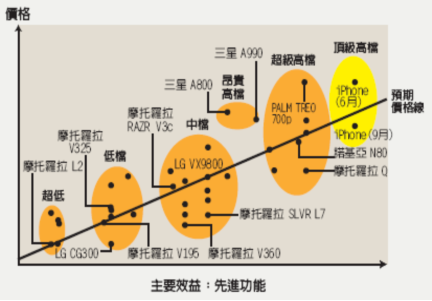 價格
三星 A990
頂級高檔
超級高檔
三星 A800
昂貴
高檔
iPhone
(6月)
預期
價格線
摩托羅拉
RAZR V3c
PALM TREO
700p
中檔
摩托羅拉
V325
iPhone(9月)
低檔
諾基亞 N80
摩托羅拉 L2
LG VX9800
摩托羅拉 Q
超低
摩托羅拉 SLVR L7
LG CG300
摩托羅拉 V195
摩托羅拉 V360
主要效益：先進功能